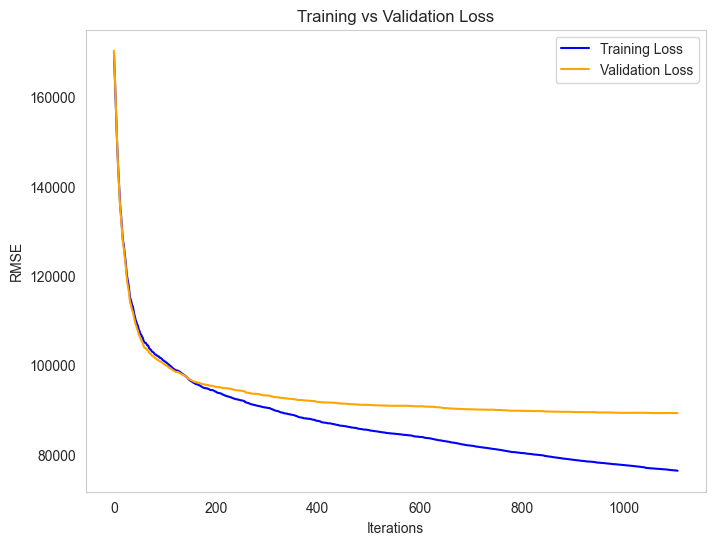 Training vs Validation Loss
Training Loss
Validation Loss
160000
140000
120000
100000
80000
RMSE
0 200 400 600 800 1000
Iterations